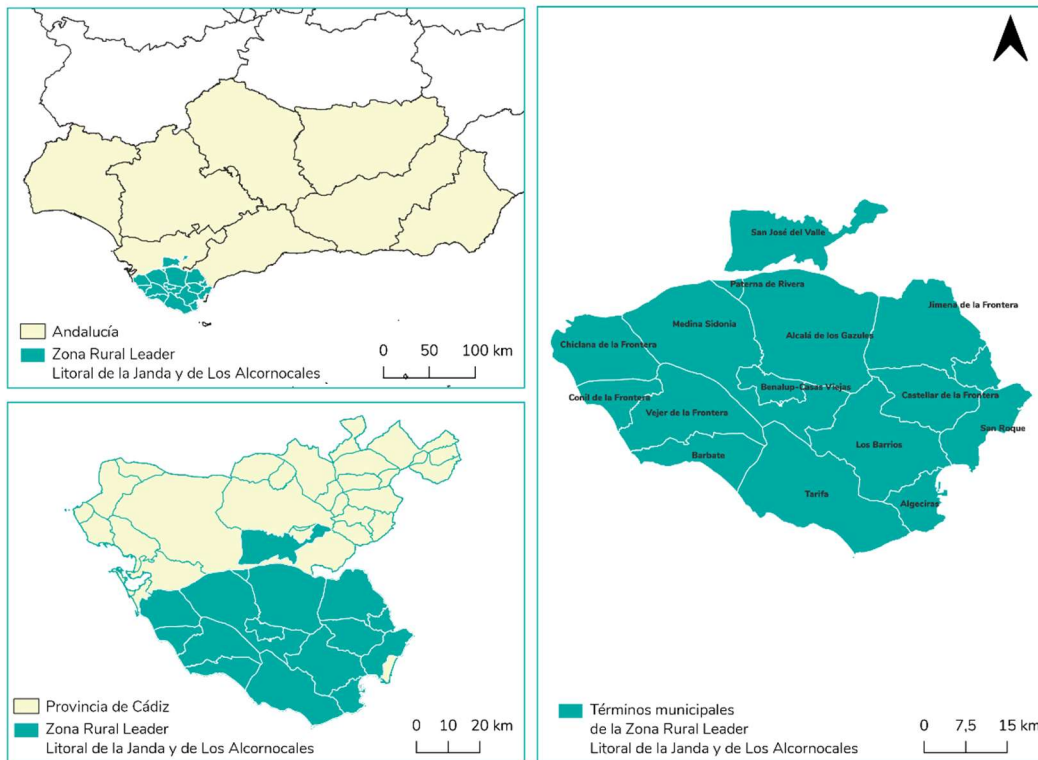 Andalucía
Zona Rural Leader
Litoral de la Janda y de Los Alcornocales
0 50 100 km
Provincia de Cádiz
Zona Rural Leader
Litoral de la Janda y de Los Alcornocales
0 10 20 km
San José del Valle
Paterna de Rivera
Jimena de la Frontera
Medina Sidonia
Alcalá de los Gazules
Chiclana de la Frontera
Benalup-Casas Viejas
Castellar de la Frontera
Conil de la Frontera
Vejer de la Frontera
San Roque
Los Barrios
Barbate
Tarifa
Algeciras
Términos municipales
de la Zona Rural Leader
Litoral de la Janda y de Los Alcornocales
0 7,5 15 km